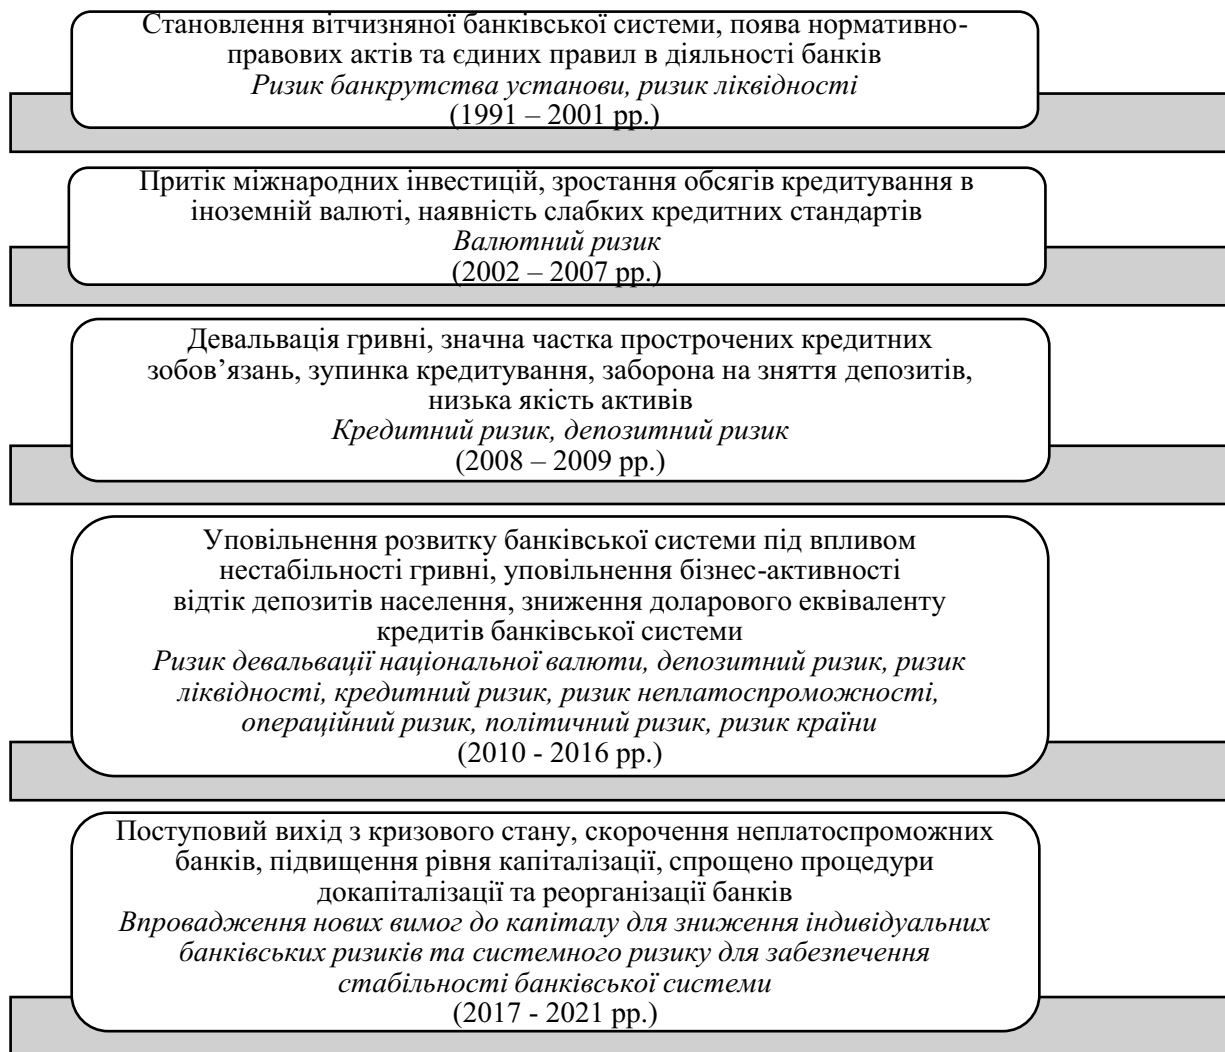 Становлення вітчизняної банківської системи, поява нормативно-
правових актів та єдиних правил в діяльності банків
Ризик банкрутства установи, ризик ліквідності
(1991 – 2001 рр.)
Притік міжнародних інвестицій, зростання обсягів кредитування в
іноземній валюті, наявність слабких кредитних стандартів
Валютний ризик
(2002 – 2007 рр.)
Девальвація гривні, значна частка прострочених кредитних
зобов’язань, зупинка кредитування, заборона на зняття депозитів,
низька якість активів
Кредитний ризик, депозитний ризик
(2008 – 2009 рр.)
Уповільнення розвитку банківської системи під впливом
нестабільності гривні, уповільнення бізнес-активності
відтік депозитів населення, зниження доларового еквіваленту
кредитів банківської системи
Ризик девальвації національної валюти, депозитний ризик, ризик
ліквідності, кредитний ризик, ризик неплатоспроможності,
операційний ризик, політичний ризик, ризик країни
(2010 - 2016 рр.)
Поступовий вихід з кризового стану, скорочення неплатоспроможних
банків, підвищення рівня капіталізації, спрощено процедури
докапіталізації та реорганізації банків
Впровадження нових вимог до капіталу для зниження індивідуальних
банківських ризиків та системного ризику для забезпечення
стабільності банківської системи
(2017 - 2021 рр.)